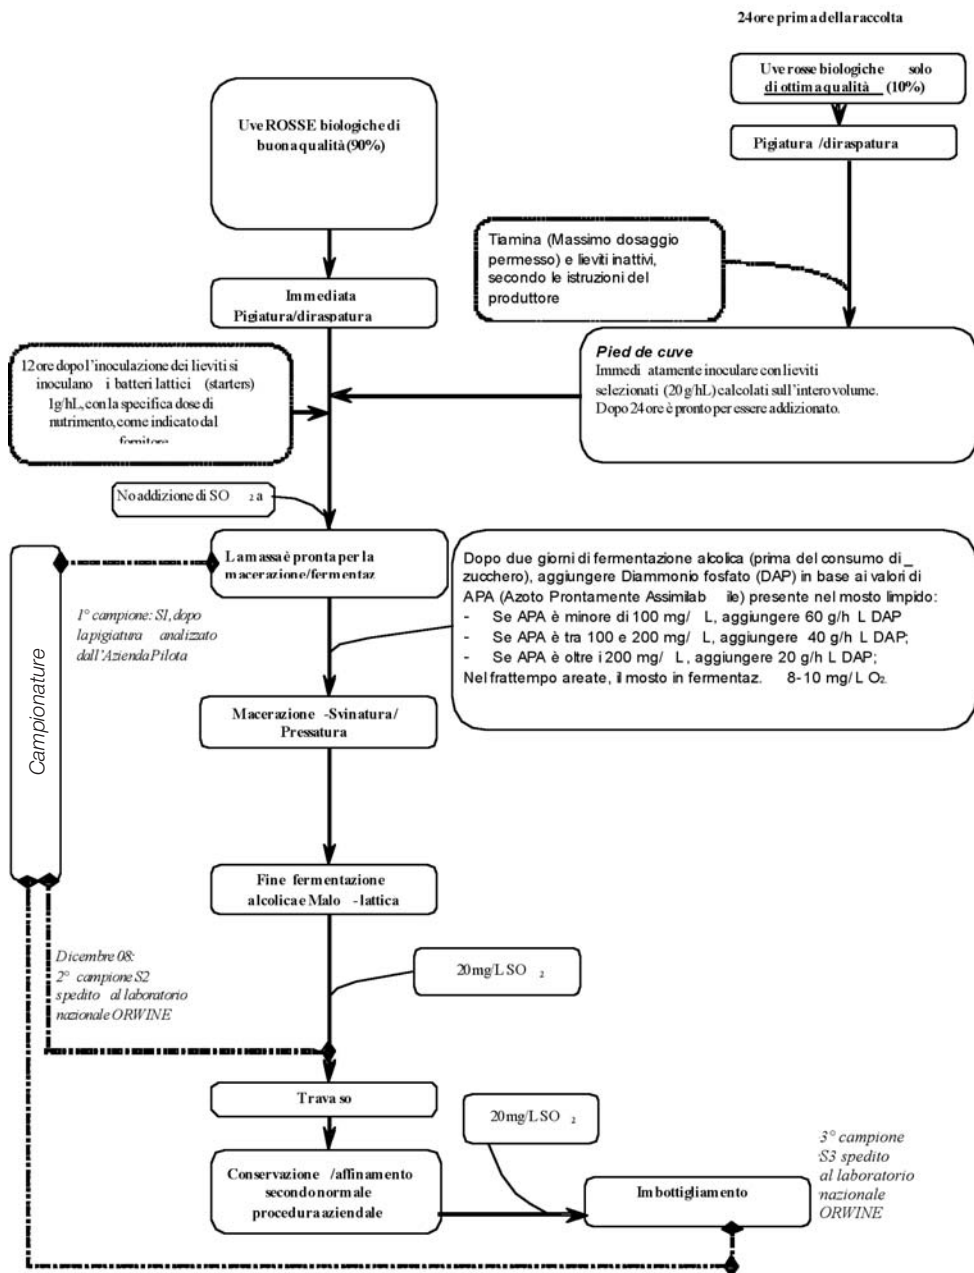 24 ore prima della raccolta
Uve rosse biologiche solo
di ottima qualità (10%)
Pigiatura /diraspatura
Uve ROSSE biologiche di
buona qualità (90%)
Tiamina (Massimo dosaggio
permesso) e lieviti inattivi,
secondo le istruzioni del
produttore
Immediata
Pigiatura/diraspatura
Pied de cuve
Immedi atamente inoculare con lieviti
selezionati (20 g/hL) calcolati sull'intero volume.
Dopo 24 ore è pronto per essere addizionato.
12 ore dopo l'inoculazione dei lieviti si
inoculano i batteri lattici (starters)
1g/hL, con la specifica dose di
nutrimento, come indicato dal
fornitore
No addizione di SO 2 a
La massa è pronta per la
macerazione/fermentaz
Dopo due giorni di fermentazione alcolica (prima del consumo di _
zucchero), aggiungere Diammonio fosfato (DAP) in base ai valori di
APA (Azoto Prontamente Assimilab ile) presente nel mosto limpido:
- Se APA è minore di 100 mg/ L, aggiungere 60 g/h L DAP
- Se APA è tra 100 e 200 mg/ L, aggiungere 40 g/h L DAP;
- Se APA è oltre i 200 mg/ L, aggiungere 20 g/h L DAP;
Nel frattempo areate, il mosto in fermentaz. 8-10 mg/L O2.
1° campione: S1, dopo
la pigiatura analizzato
dall'Azienda Pilota
Campionature
Macerazione -Svinatura/
Pressatura
Fine fermentazione
alcolica e Malo -lattica
Dicembre 08:
2° campione S2
spedito al laboratorio
nazionale ORWINE
20mg/L SO 2
Travaso
20mg/L SO 2
Conservazione /affinamento
secondo normale
procedura aziendale
Imbottigliamento
3° campione
S3 spedito
al laboratorio
nazionale
ORWINE